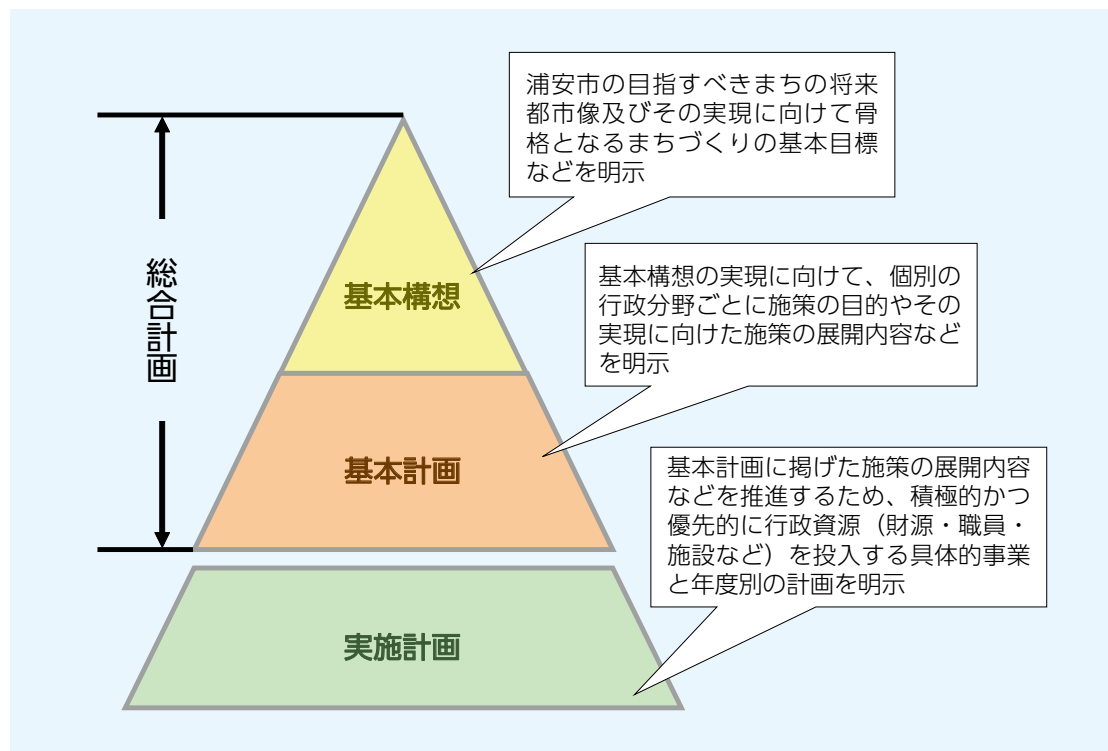 浦安市の目指すべきまちの将来
都市像及びその実現に向けて骨
格となるまちづくりの基本目標
などを明示
総合計画
基本構想
基本構想の実現に向けて、個別の
行政分野ごとに施策の目的やその
実現に向けた施策の展開内容など
を明示
基本計画
基本計画に掲げた施策の展開内容
などを推進するため、積極的かつ
優先的に行政資源（財源・職員・
施設など）を投入する具体的事業
と年度別の計画を明示
実施計画